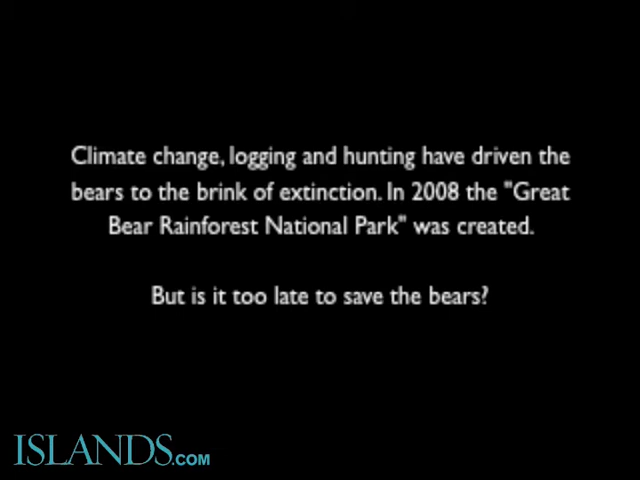 Climate change, logging and hunting have driven the
bears to the brink of extinction. In 2008 the "Great
Bear Rainforest National Park" was created.
But is it too late to save the bears?
ISLANDS.COM